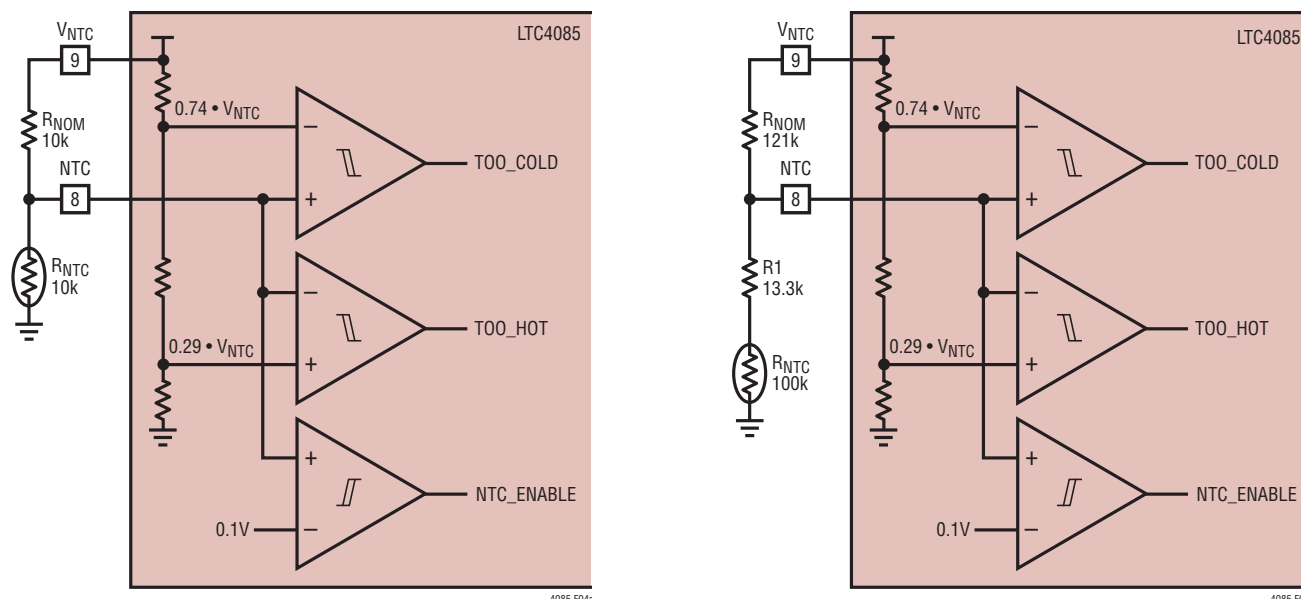 LTC4085
VNTC
9
0.74 • VNTC
RNOM
10k
−
TOO_COLD
NTC
8
+
RNTC
10k
−
TOO_HOT
0.29 • VNTC
+
+
NTC_ENABLE
0.1V
−
LTC4085
VNTC
9
0.74 • VNTC
RNOM
121k
−
TOO_COLD
NTC
8
+
R1
13.3k
−
TOO_HOT
0.29 • VNTC
+
RNTC
100k
+
NTC_ENABLE
0.1V
−